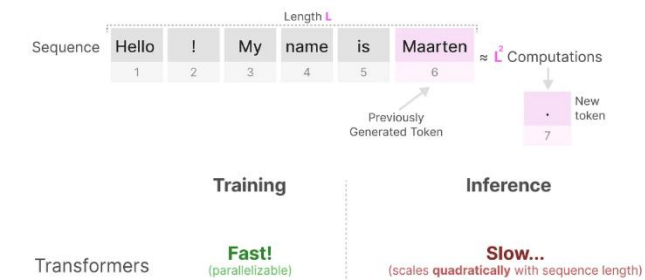 Length L
Sequence Hello ! My name is Maarten ≈ L² Computations
1 2 3 4 5 6
Previously
Generated Token
. New
token
7
Training Inference
Transformers Fast! Slow...
(parallelizable) (scales quadratically with sequence length)